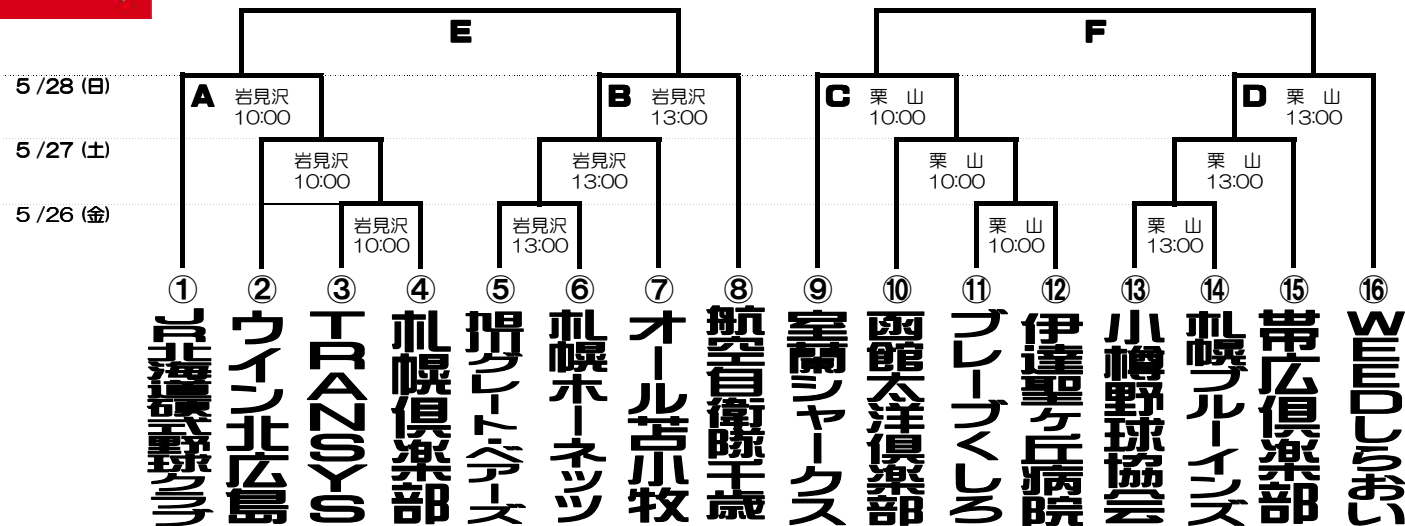 E
F
5/28 (日)
A 岩見沢 10:00
B 岩見沢 13:00
C 栗 山 10:00
D 栗 山 13:00
5/27 (土)
岩見沢 10:00
岩見沢 13:00
栗 山 10:00
栗 山 13:00
5/26 (金)
岩見沢 10:00
岩見沢 13:00
栗 山 10:00
栗 山 13:00
① JR北海道硬式野球クラブ
② ウイン北広島
③ TRANSYS
④ 札幌倶楽部
⑤ 旭川グレート・ベアーズ
⑥ 札幌ホーネッツ
⑦ オール苫小牧
⑧ 航空自衛隊千歳
⑨ 室蘭シャークス
⑩ 函館太洋倶楽部
⑪ ブレーブくしろ
⑫ 伊達聖ヶ丘病院
⑬ 小樽野球協会
⑭ 札幌ブルーインズ
⑮ 帯広倶楽部
⑯ WEEDしらおい